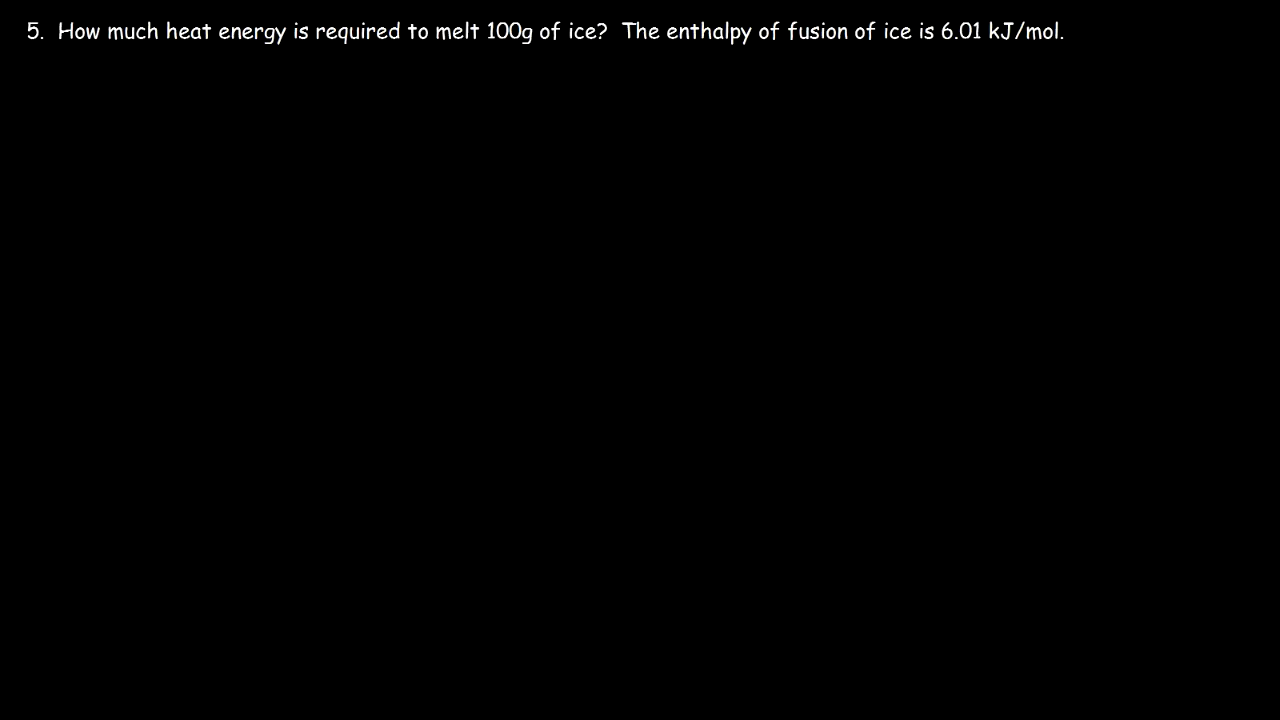 5. How much heat energy is required to melt 100g of ice? The enthalpy of fusion of ice is 6.01 kJ/mol.